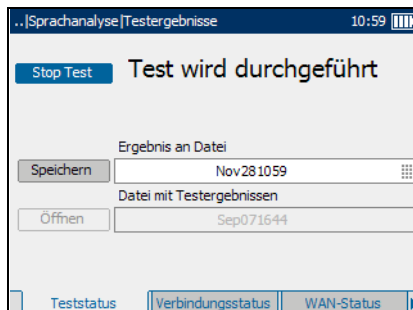 ..|Sprachanalyse|Testergebnisse 10:59
Stop Test Test wird durchgeführt
Ergebnis an Datei
Speichern Nov281059
Datei mit Testergebnissen
Öffnen Sep071644
Teststatus Verbindungsstatus WAN-Status